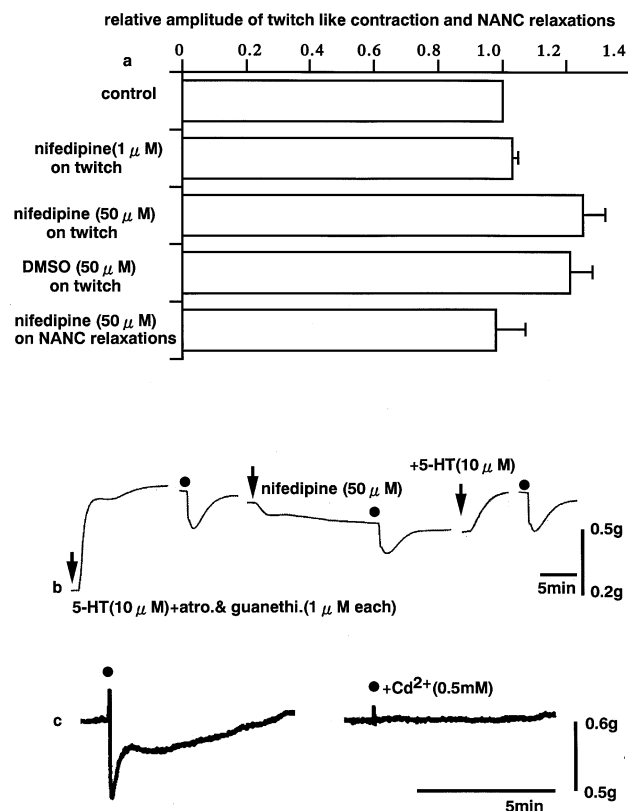 relative amplitude of twitch like contraction and NANC relaxations
0 0.2 0.4 0.6 0.8 1.0 1.2 1.4
a
control
nifedipine(1 μ M)
on twitch
nifedipine (50 μ M)
on twitch
DMSO (50 μ M)
on twitch
nifedipine (50 μ M)
on NANC relaxations
+5-HT(10 μ M)
nifedipine (50 μ M)
0.5g
5min
0.2g
b
5-HT(10 μ M)+atro.& guanethi.(1 μ M each)
+Cd2+(0.5mM)
c
0.6g
0.5g
5min